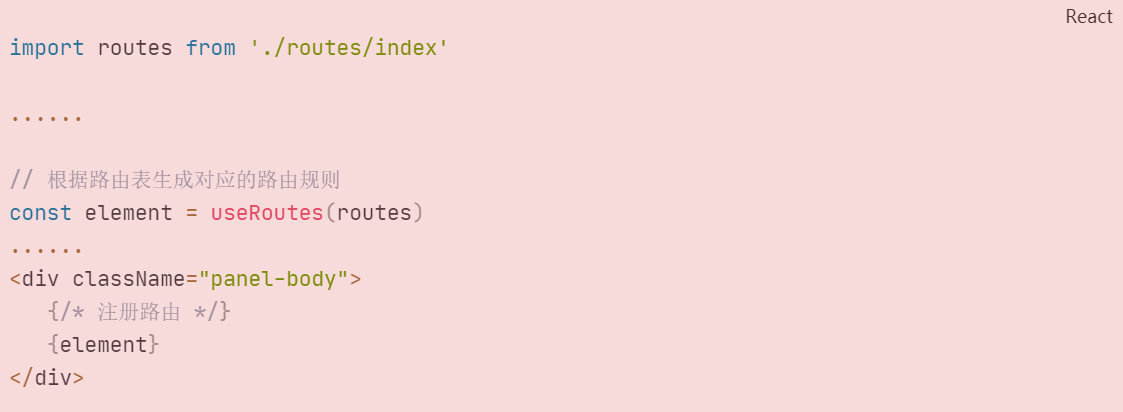 React
import routes from './routes/index'
......
// 根据路由表生成对应的路由规则
const element = useRoutes(routes)
......
<div className="panel-body">
   {/* 注册路由 */}
   {element}
</div>